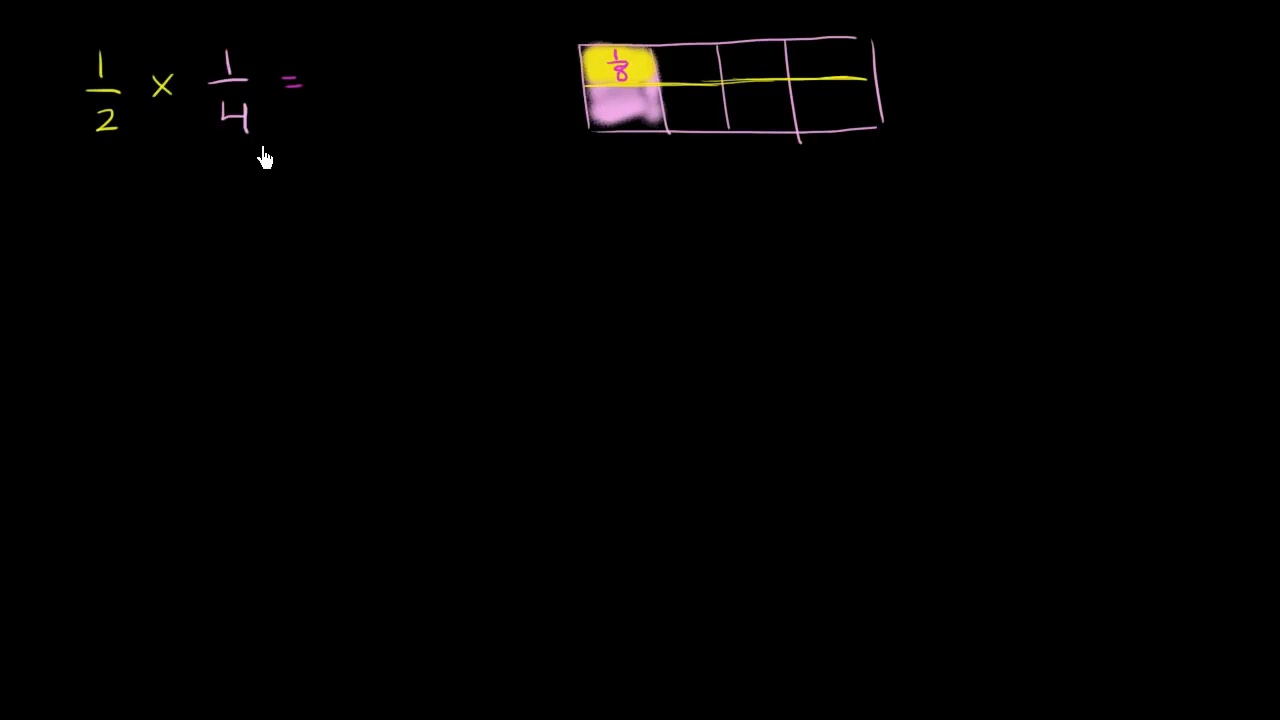 1/2 × 1/4 =
1/8